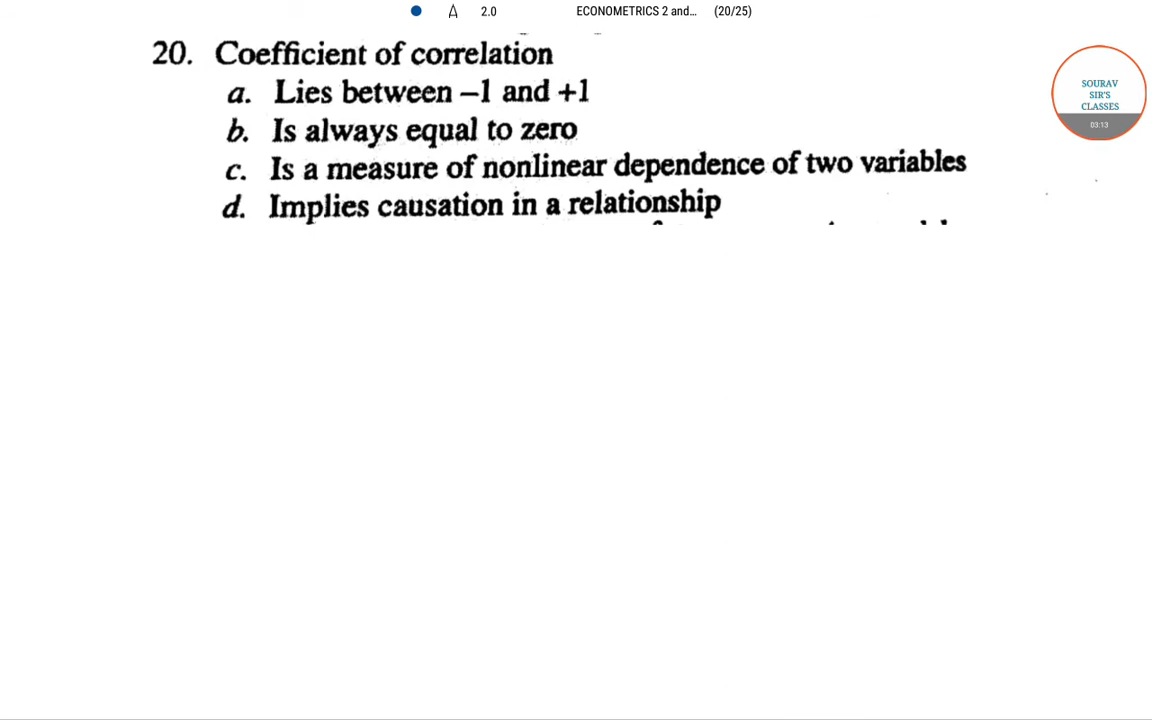 2.0 ECONOMETRICS 2 and... (20/25)
20. Coefficient of correlation
a. Lies between –1 and +1
b. Is always equal to zero
c. Is a measure of nonlinear dependence of two variables
d. Implies causation in a relationship
SOURAV
SIR'S
CLASSES
03:13